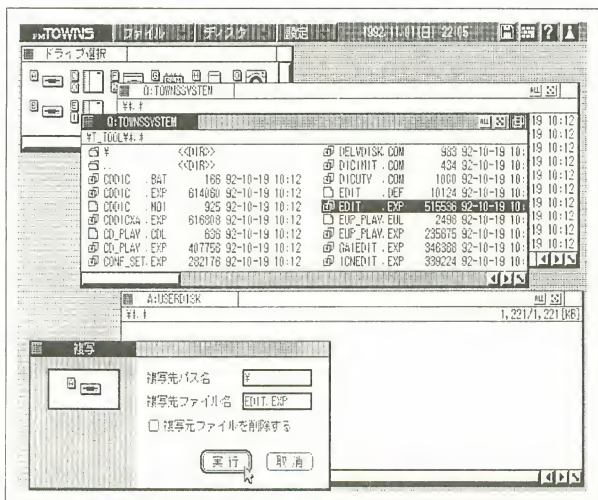 FM TOWNS ファイル ディスク 設定 1992.11.01(日) 22:05
ドライブ選択
Q:TOWNSSYSTEM ALL
¥*.*
Q:TOWNSSYSTEM ALL
¥T_TOOL¥*.*
¥ <<DIR>>
.. <<DIR>>
CDDIC .BAT 166 92-10-19 10:12
CDDIC .EXP 614060 92-10-19 10:12
CDDIC .NO1 925 92-10-19 10:12
CDDICXA .EXP 616808 92-10-19 10:12
CD_PLAY .CDL 636 92-10-19 10:12
CD_PLAY .EXP 407756 92-10-19 10:12
CONF_SET.EXP 282176 92-10-19 10:12
DELVDISK.COM 983 92-10-19 10:
DICINIT .COM 434 92-10-19 10:
DICUTY .COM 1000 92-10-19 10:
EDIT .DEF 10124 92-10-19 10:
EDIT .EXP 515536 92-10-19 10:
EUP_PLAY.EUL 2496 92-10-19 10:
EUP_PLAY.EXP 235675 92-10-19 10:
GAIEDIT .EXP 346368 92-10-19 10:
ICNEDIT .EXP 339224 92-10-19 10:
19 10:12
19 10:12
19 10:12
19 10:12
19 10:12
19 10:12
19 10:12
19 10:12
19 10:12
A:USERDISK ALL
¥*.* 1,221/1,221[KB]
複写
複写先パス名 ¥
複写先ファイル名 EDIT.EXP
複写元ファイルを削除する
実行 取消